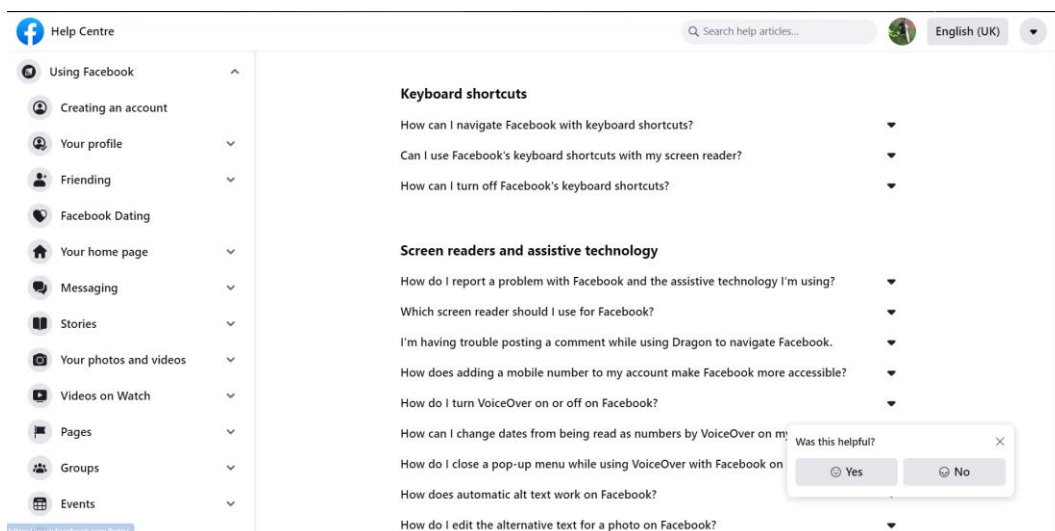 Help Centre
Search help articles...
English (UK)
Using Facebook
Creating an account
Your profile
Friending
Facebook Dating
Your home page
Messaging
Stories
Your photos and videos
Videos on Watch
Pages
Groups
Events
Keyboard shortcuts
How can I navigate Facebook with keyboard shortcuts?
Can I use Facebook's keyboard shortcuts with my screen reader?
How can I turn off Facebook's keyboard shortcuts?
Screen readers and assistive technology
How do I report a problem with Facebook and the assistive technology I'm using?
Which screen reader should I use for Facebook?
I'm having trouble posting a comment while using Dragon to navigate Facebook.
How does adding a mobile number to my account make Facebook more accessible?
How do I turn VoiceOver on or off on Facebook?
How can I change dates from being read as numbers by VoiceOver on
How do I close a pop-up menu while using VoiceOver with Facebook on
How does automatic alt text work on Facebook?
How do I edit the alternative text for a photo on Facebook?
Was this helpful?
Yes
No